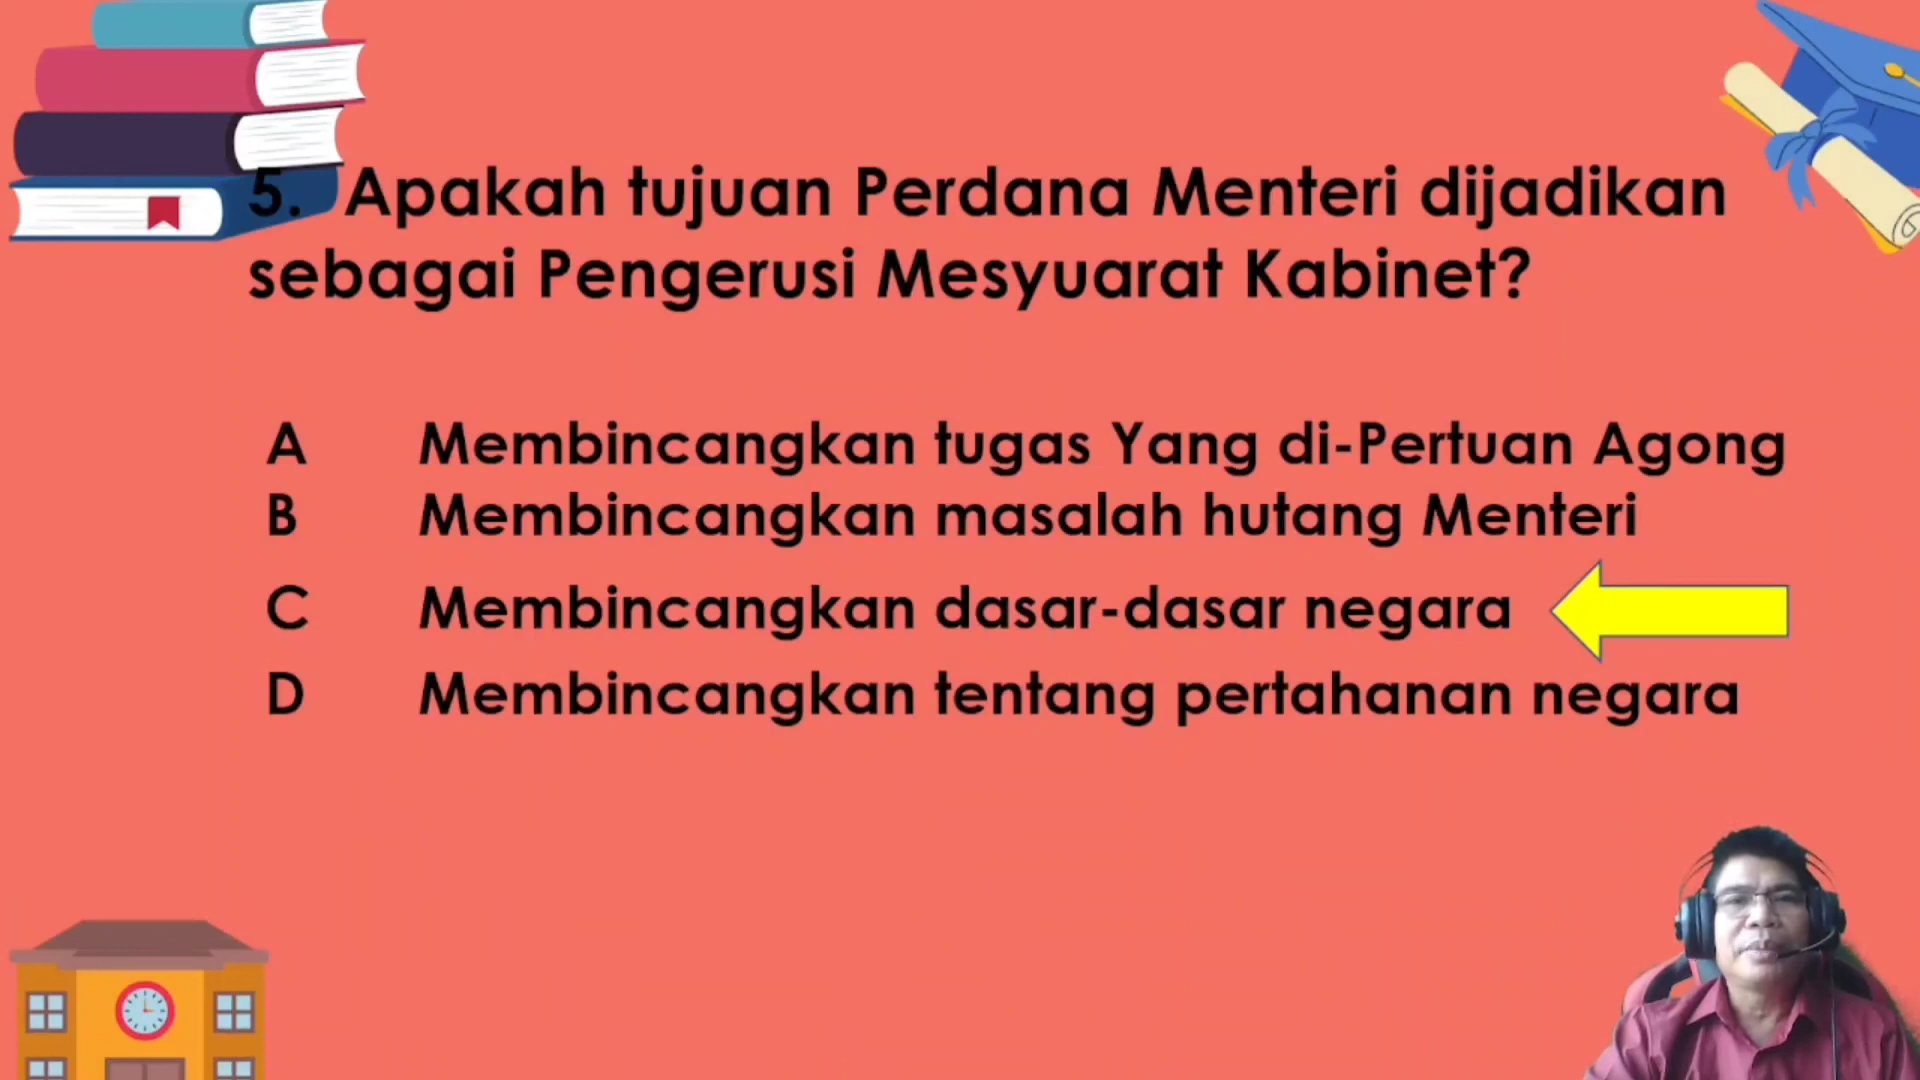 5. Apakah tujuan Perdana Menteri dijadikan
sebagai Pengerusi Mesyuarat Kabinet?
A Membincangkan tugas Yang di-Pertuan Agong
B Membincangkan masalah hutang Menteri
C Membincangkan dasar-dasar negara
D Membincangkan tentang pertahanan negara